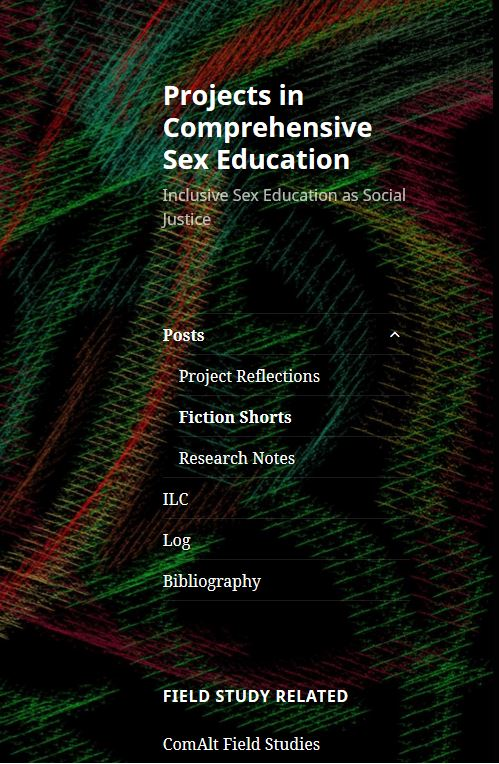 Projects in
Comprehensive
Sex Education
Inclusive Sex Education as Social
Justice
Posts
Project Reflections
Fiction Shorts
Research Notes
ILC
Log
Bibliography
FIELD STUDY RELATED
ComAlt Field Studies